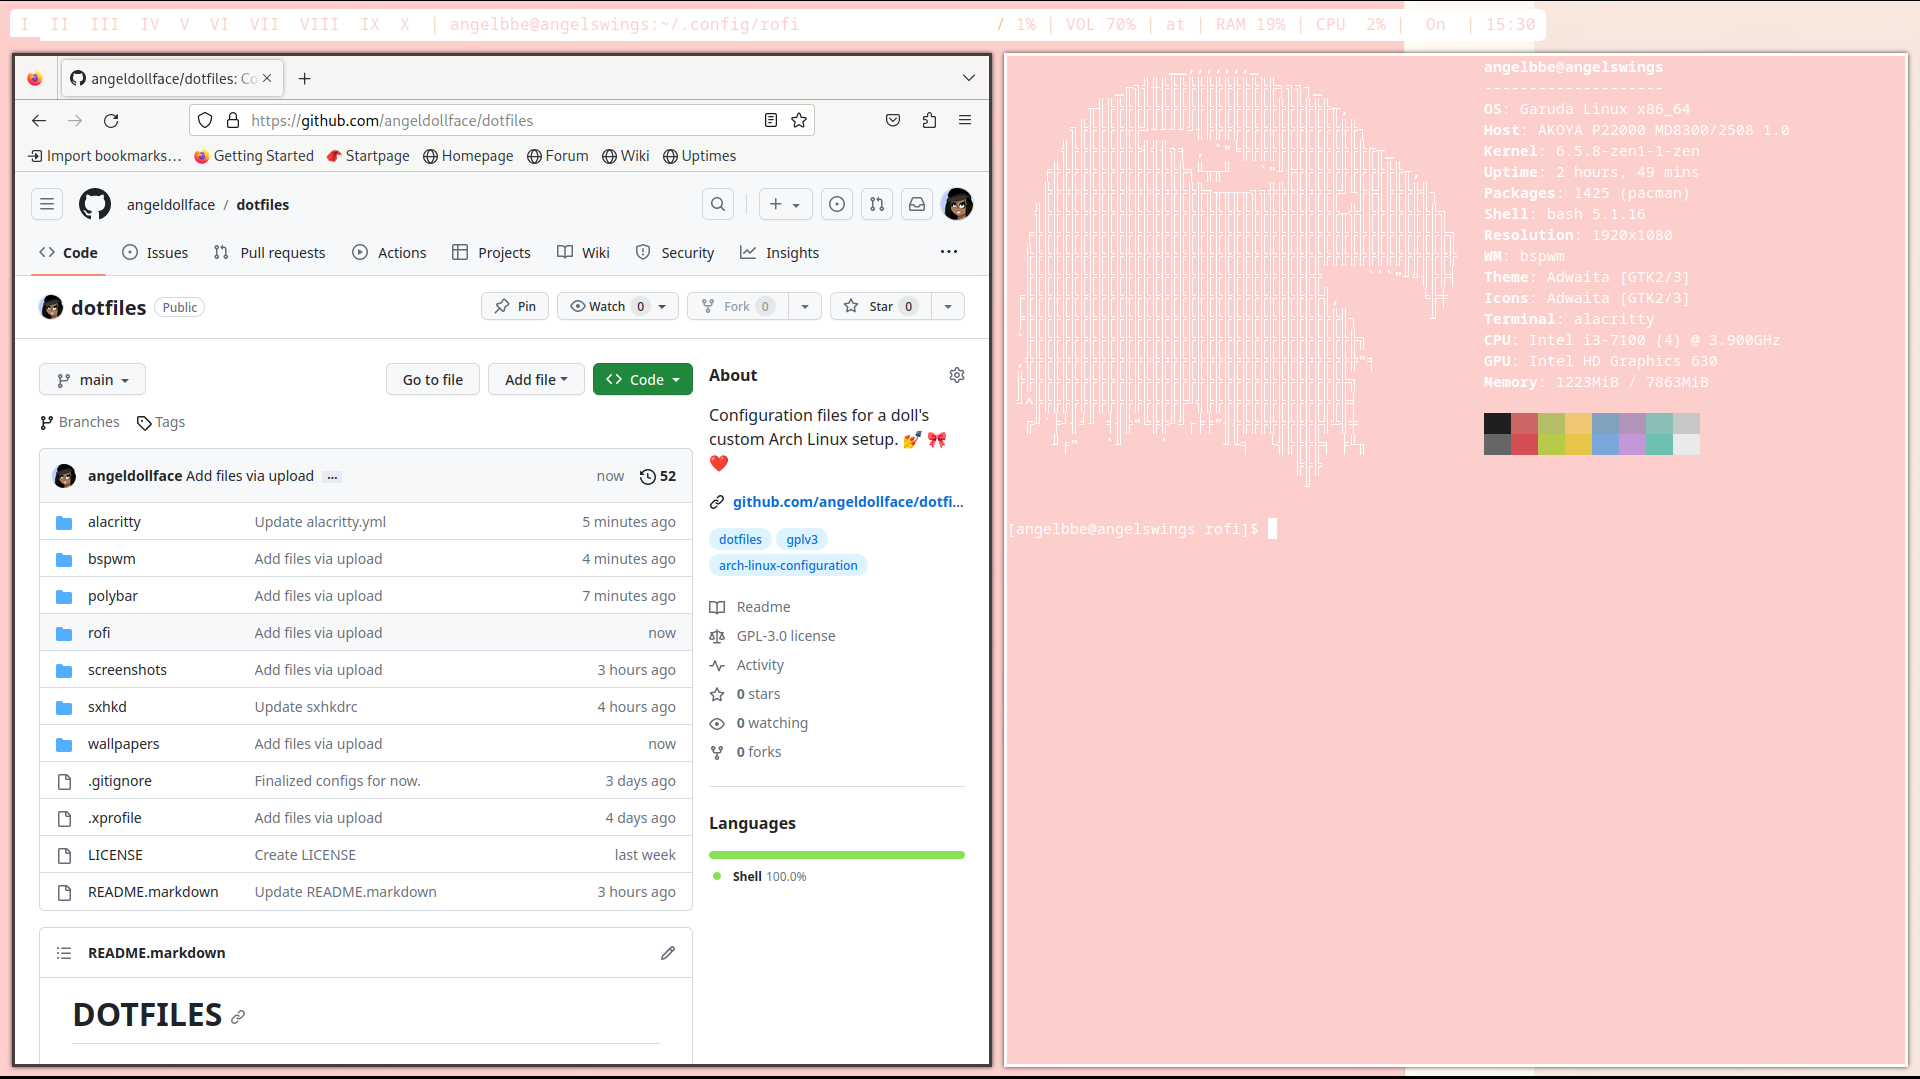 I II III IV V VI VII VIII IX X | angelbbe@angelswings:~/.config/rofi / 1% | VOL 70% | at | RAM 19% | CPU 2% | On | 15:30
angeldollface/dotfiles: Co
https://github.com/angeldollface/dotfiles
Import bookmarks… Getting Started Startpage Homepage Forum Wiki Uptimes
angeldollface / dotfiles
Code Issues Pull requests Actions Projects Wiki Security Insights
dotfiles Public Pin Watch 0 Fork 0 Star 0
main Go to file Add file Code
Branches Tags
angeldollface Add files via upload ... now 52
alacritty Update alacritty.yml 5 minutes ago
bspwm Add files via upload 4 minutes ago
polybar Add files via upload 7 minutes ago
rofi Add files via upload now
screenshots Add files via upload 3 hours ago
sxhkd Update sxhkdrc 4 hours ago
wallpapers Add files via upload now
.gitignore Finalized configs for now. 3 days ago
.xprofile Add files via upload 4 days ago
LICENSE Create LICENSE last week
README.markdown Update README.markdown 3 hours ago
README.markdown
DOTFILES
About
Configuration files for a doll's
custom Arch Linux setup. 💅 🎀
❤️
github.com/angeldollface/dotfi...
dotfiles gplv3
arch-linux-configuration
Readme
GPL-3.0 license
Activity
0 stars
0 watching
0 forks
Languages
Shell 100.0%
angelbbe@angelswings
--------------------
OS: Garuda Linux x86_64
Host: AKOYA P22000 MD8300/2508 1.0
Kernel: 6.5.8-zen1-1-zen
Uptime: 2 hours, 49 mins
Packages: 1425 (pacman)
Shell: bash 5.1.16
Resolution: 1920x1080
WM: bspwm
Theme: Adwaita [GTK2/3]
Icons: Adwaita [GTK2/3]
Terminal: alacritty
CPU: Intel i3-7100 (4) @ 3.900GHz
GPU: Intel HD Graphics 630
Memory: 1223MiB / 7863MiB
[angelbbe@angelswings rofi]$